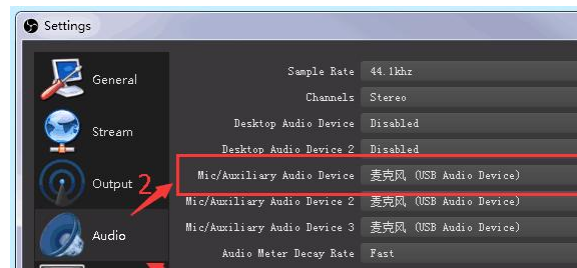 Settings
General
Stream
Output
Audio
2
Sample Rate 44.1khz
Channels Stereo
Desktop Audio Device Disabled
Desktop Audio Device 2 Disabled
Mic/Auxiliary Audio Device 麦克风 (USB Audio Device)
Mic/Auxiliary Audio Device 2 麦克风 (USB Audio Device)
Mic/Auxiliary Audio Device 3 麦克风 (USB Audio Device)
Audio Meter Decay Rate Fast